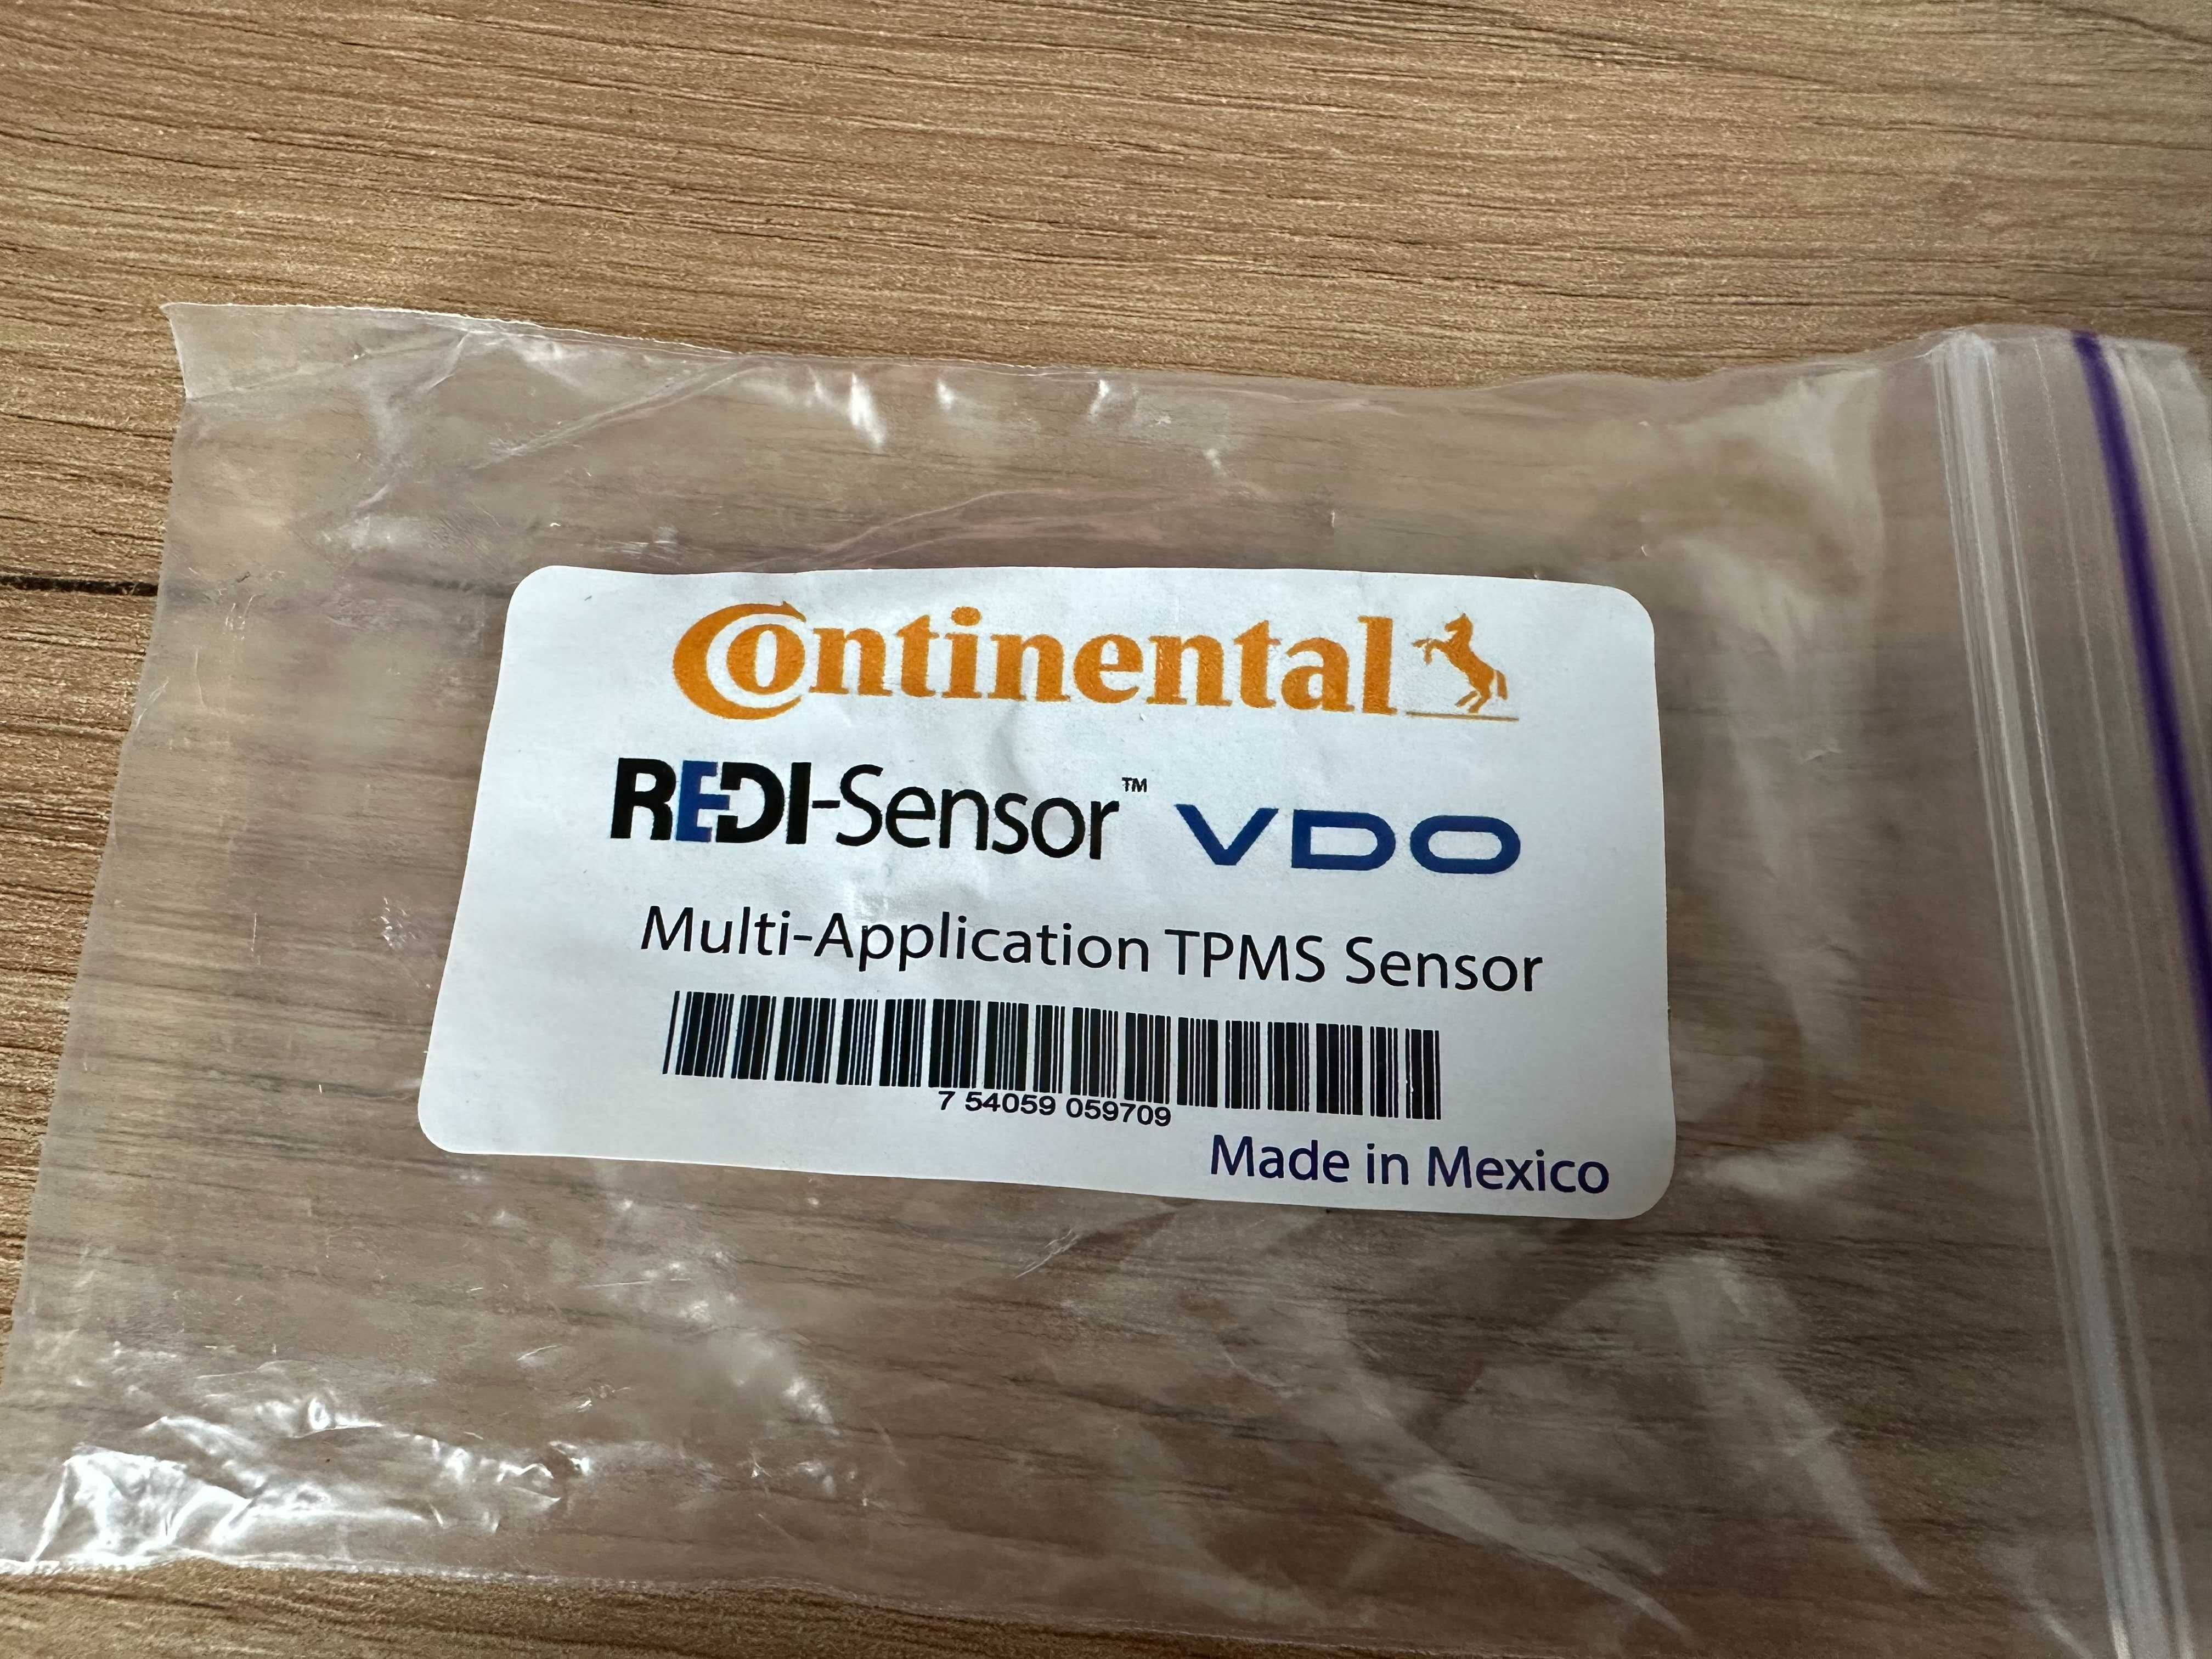 Continental
REDI-Sensor™ VDO
Multi-Application TPMS Sensor
7 54059 059709
Made in Mexico